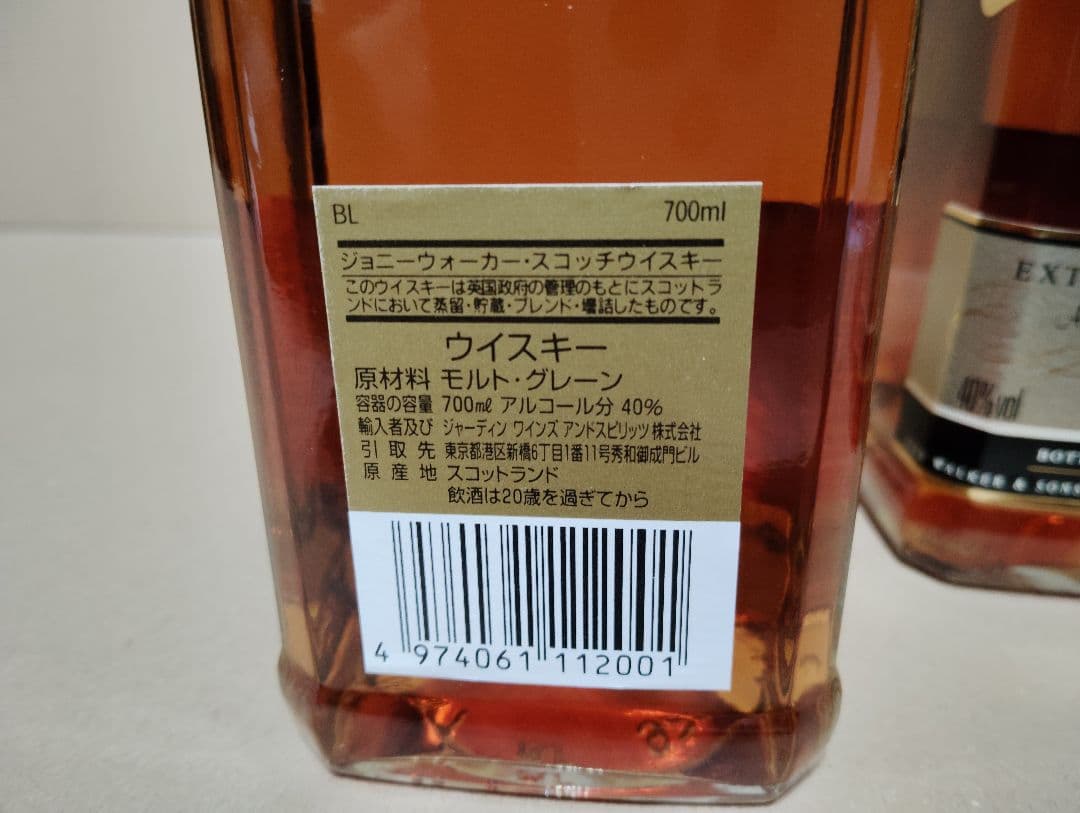 BL 700ml
ジョニーウォーカー・スコッチウイスキー
このウイスキーは英国政府の管理のもとにスコットラ
ンドにおいて蒸留・貯蔵・ブレンド・壜詰したものです。
ウイスキー
原材料 モルト・グレーン
容器の容量 700ml アルコール分 40%
輸入者及び ジャーディン ワインズ アンドスピリッツ 株式会社
引取先 東京都港区新橋6丁目1番11号秀和御成門ビル
原産地 スコットランド
飲酒は20歳を過ぎてから
4 974061 112001
EXT
40%vol
BOTT
WALKER & SONS